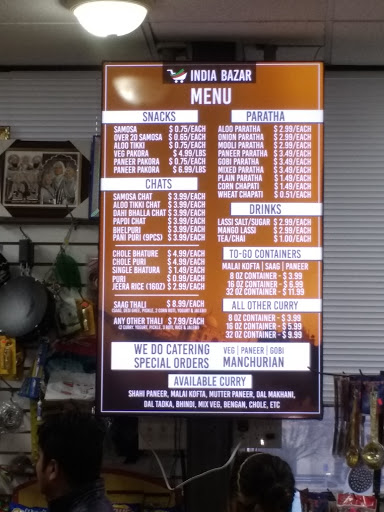 INDIA BAZAR
MENU
SNACKS
SAMOSA $ 0.75/EACH
OVER 20 SAMOSA $ 0.65/EACH
ALOO TIKKI $ 0.75/EACH
VEG PAKORA $ 4.99/LBS
PANEER PAKORA $ 0.75/EACH
PANEER PAKORA $ 6.99/LBS
CHATS
SAMOSA CHAT $ 3.99/EACH
ALOO TIKKI CHAT $ 3.99/EACH
DAHI BHALLA CHAT $ 3.99/EACH
PAPDI CHAT $ 3.99/EACH
BHELPURI $ 3.99/EACH
PANI PURI (9PCS) $ 3.99/EACH
CHOLE BHATURE $ 4.99/EACH
CHOLE PURI $ 4.99/EACH
SINGLE BHATURA $ 1.49/EACH
PURI $ 0.75/EACH
JEERA RICE (16OZ) $ 2.99/EACH
SAAG THALI $ 8.99/EACH
ANY OTHER THALI $ 7.99/EACH
(2 CURRY, YOGURT, PICKLE, 2 ROTI, RICE & JALEBI)
PARATHA
ALOO PARATHA $ 2.99/EACH
ONION PARATHA $ 2.99/EACH
MOOLI PARATHA $ 2.99/EACH
PANEER PARATHA $ 3.49/EACH
GOBI PARATHA $ 3.49/EACH
MIXED PARATHA $ 3.49/EACH
PLAIN PARATHA $ 1.49/EACH
CORN CHAPATI $ 1.49/EACH
WHEAT CHAPATI $ 0.51/EACH
DRINKS
LASSI SALT/SUGAR $ 2.99/EACH
MANGO LASSI $ 2.99/EACH
TEA/CHAI $ 1.00/EACH
TO-GO CONTAINERS
MALAI KOFTA | SAAG | PANEER
8 OZ CONTAINER - $ 3.99
16 OZ CONTAINER - $ 6.99
32 OZ CONTAINER - $ 11.99
ALL OTHER CURRY
8 OZ CONTAINER - $ 3.99
16 OZ CONTAINER - $ 5.99
32 OZ CONTAINER - $ 9.99
WE DO CATERING
SPECIAL ORDERS
VEG | PANEER | GOBI
MANCHURIAN
AVAILABLE CURRY
SHAHI PANEER, MALAI KOFTA, MUTTER PANEER, DAL MAKHANI,
DAL TADKA, BHINDI, MIX VEG, BENGAN, CHOLE, ETC